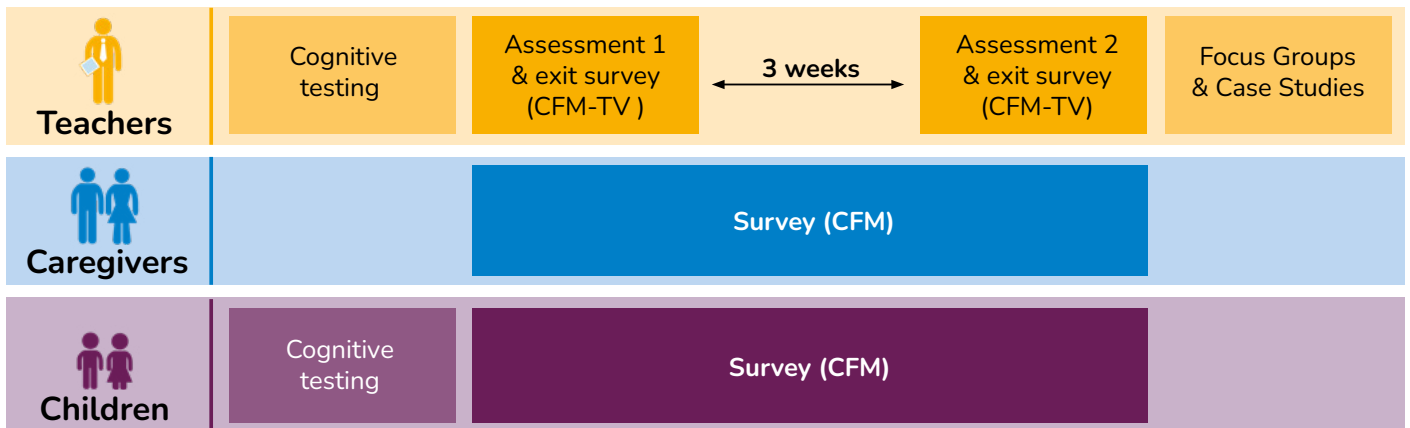 Teachers
Cognitive
testing
Assessment 1
& exit survey
(CFM-TV )
3 weeks
Assessment 2
& exit survey
(CFM-TV)
Focus Groups
& Case Studies
Caregivers
Survey (CFM)
Children
Cognitive
testing
Survey (CFM)